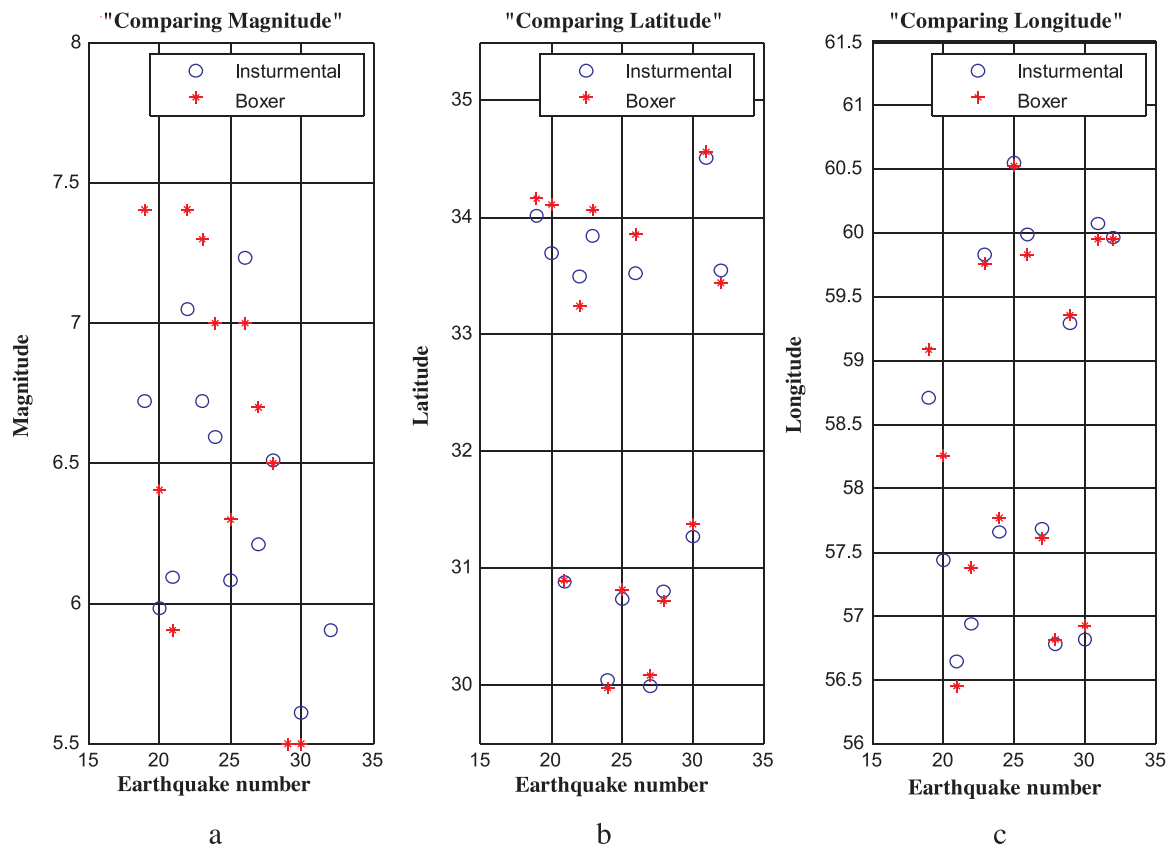 "Comparing Magnitude"
8
7.5
7
6.5
6
5.5
15
20
25
30
35
Magnitude
Earthquake number
Insturmental
Boxer
a
"Comparing Latitude"
35
34
33
32
31
30
15
20
25
30
35
Latitude
Earthquake number
Insturmental
Boxer
b
"Comparing Longitude"
61.5
61
60.5
60
59.5
59
58.5
58
57.5
57
56.5
56
15
20
25
30
35
Longitude
Earthquake number
Insturmental
Boxer
c